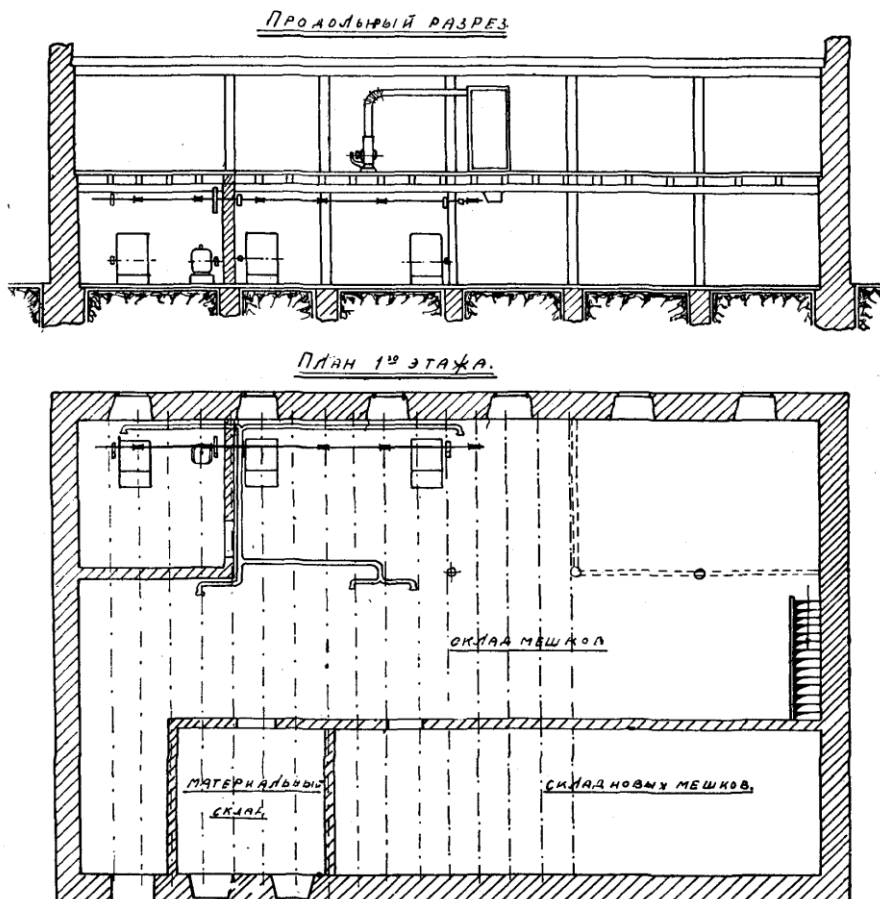 ПРОДОЛЬНЫЙ РАЗРЕЗ
ПЛАН 1го ЭТАЖА.
СКЛАД МЕШКОВ
МАТЕРИАЛЬНЫЙ
СКЛАД
СКЛАД НОВЫХ МЕШКОВ.